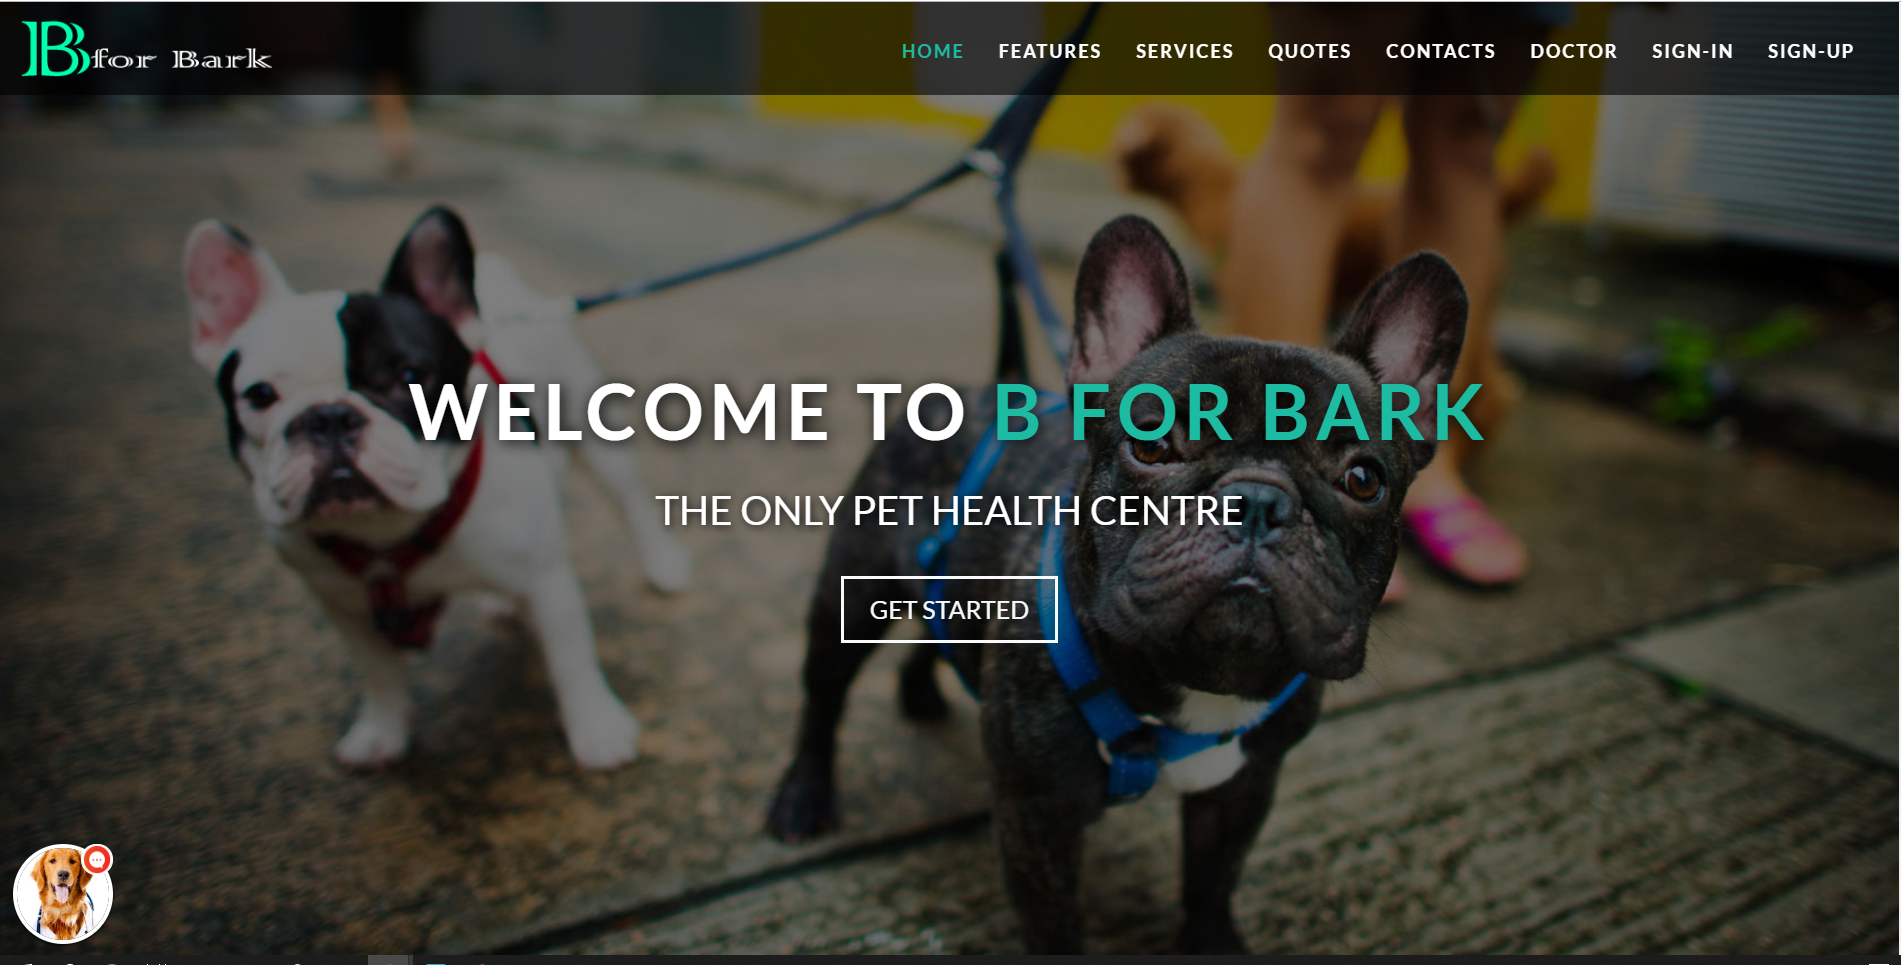 B for Bark
HOME FEATURES SERVICES QUOTES CONTACTS DOCTOR SIGN-IN SIGN-UP
WELCOME TO B FOR BARK
THE ONLY PET HEALTH CENTRE
GET STARTED